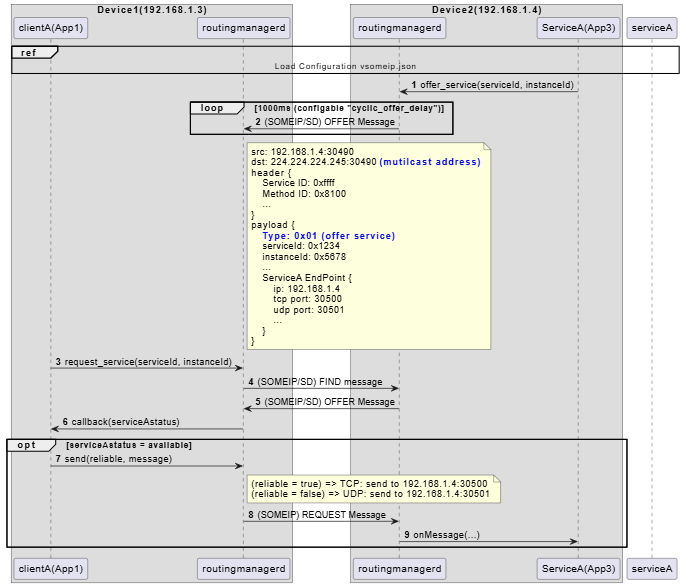 Device1(192.168.1.3)
Device2(192.168.1.4)
clientA(App1)
routingmanagerd
routingmanagerd
ServiceA(App3)
serviceA
ref
Load Configuration vsomeip.json
1 offer_service(serviceId, instanceId)
loop [1000ms (configable "cyclic_offer_delay")]
2 (SOMEIP/SD) OFFER Message
src: 192.168.1.4:30490
dst: 224.224.224.245:30490 (mutilcast address)
header {
Service ID: 0xffff
Method ID: 0x8100
...
}
payload {
Type: 0x01 (offer service)
serviceId: 0x1234
instanceId: 0x5678
...
ServiceA EndPoint {
ip: 192.168.1.4
tcp port: 30500
udp port: 30501
...
}
}
3 request_service(serviceId, instanceId)
4 (SOMEIP/SD) FIND message
5 (SOMEIP/SD) OFFER Message
6 callback(serviceAstatus)
opt [serviceAstatus = available]
7 send(reliable, message)
(reliable = true) => TCP: send to 192.168.1.4:30500
(reliable = false) => UDP: send to 192.168.1.4:30501
8 (SOMEIP) REQUEST Message
9 onMessage(...)
clientA(App1)
routingmanagerd
routingmanagerd
ServiceA(App3)
serviceA